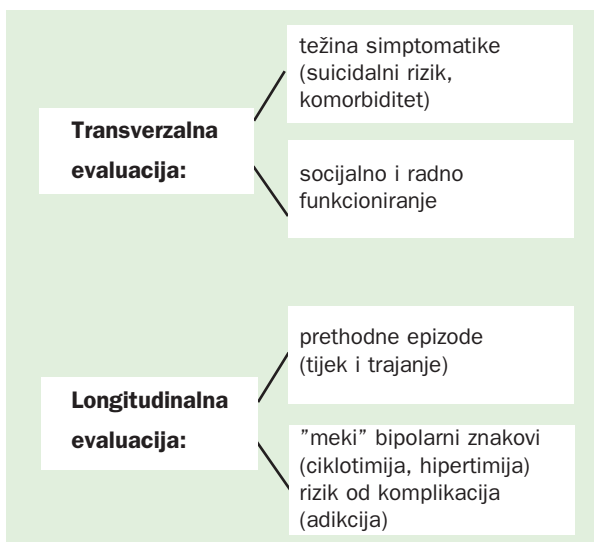 težina simptomatike
(suicidalni rizik,
komorbiditet)
Transverzalna
evaluacija:
socijalno i radno
funkcioniranje
prethodne epizode
(tijek i trajanje)
Longitudinalna
evaluacija:
”meki” bipolarni znakovi
(ciklotimija, hipertimija)
rizik od komplikacija
(adikcija)